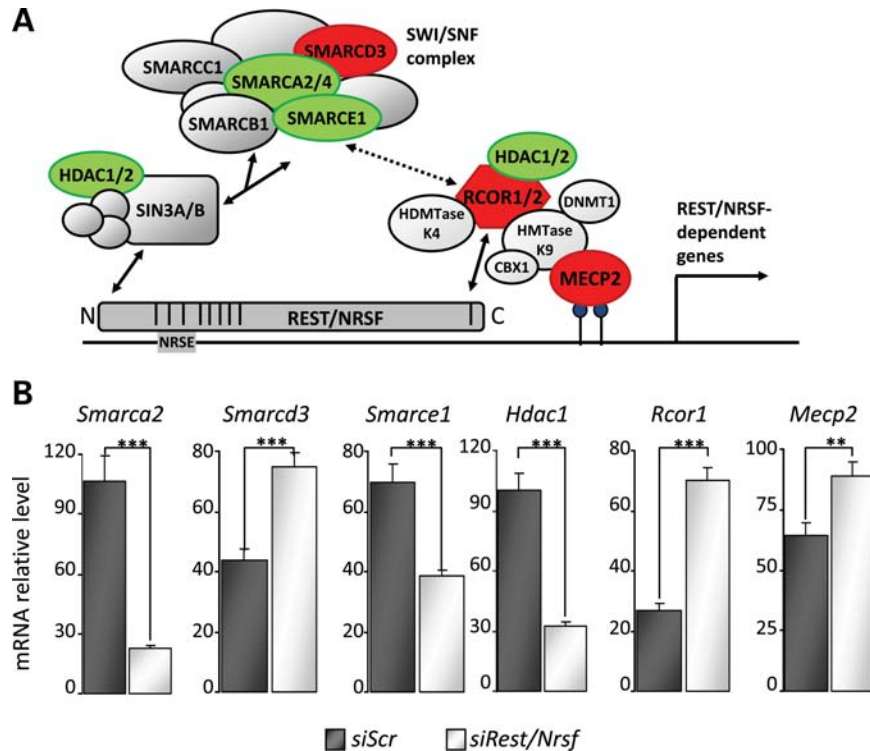 A
SMARCD3
SWI/SNF
complex
SMARCC1
SMARCA2/4
SMARCB1
SMARCE1
HDAC1/2
SIN3A/B
HDAC1/2
RCOR1/2
HDMTase
K4
DNMT1
HMTase
K9
CBX1
MECP2
REST/NRSF-
dependent
genes
N
REST/NRSF
C
NRSE
B
Smarca2
Smarcd3
Smarce1
Hdac1
Rcor1
Mecp2
mRNA relative level
120
90
60
30
0
***
80
60
40
20
0
***
80
60
40
20
0
***
120
90
60
30
0
***
80
60
40
20
0
***
100
75
50
25
0
**
siScr
siRest/Nrsf